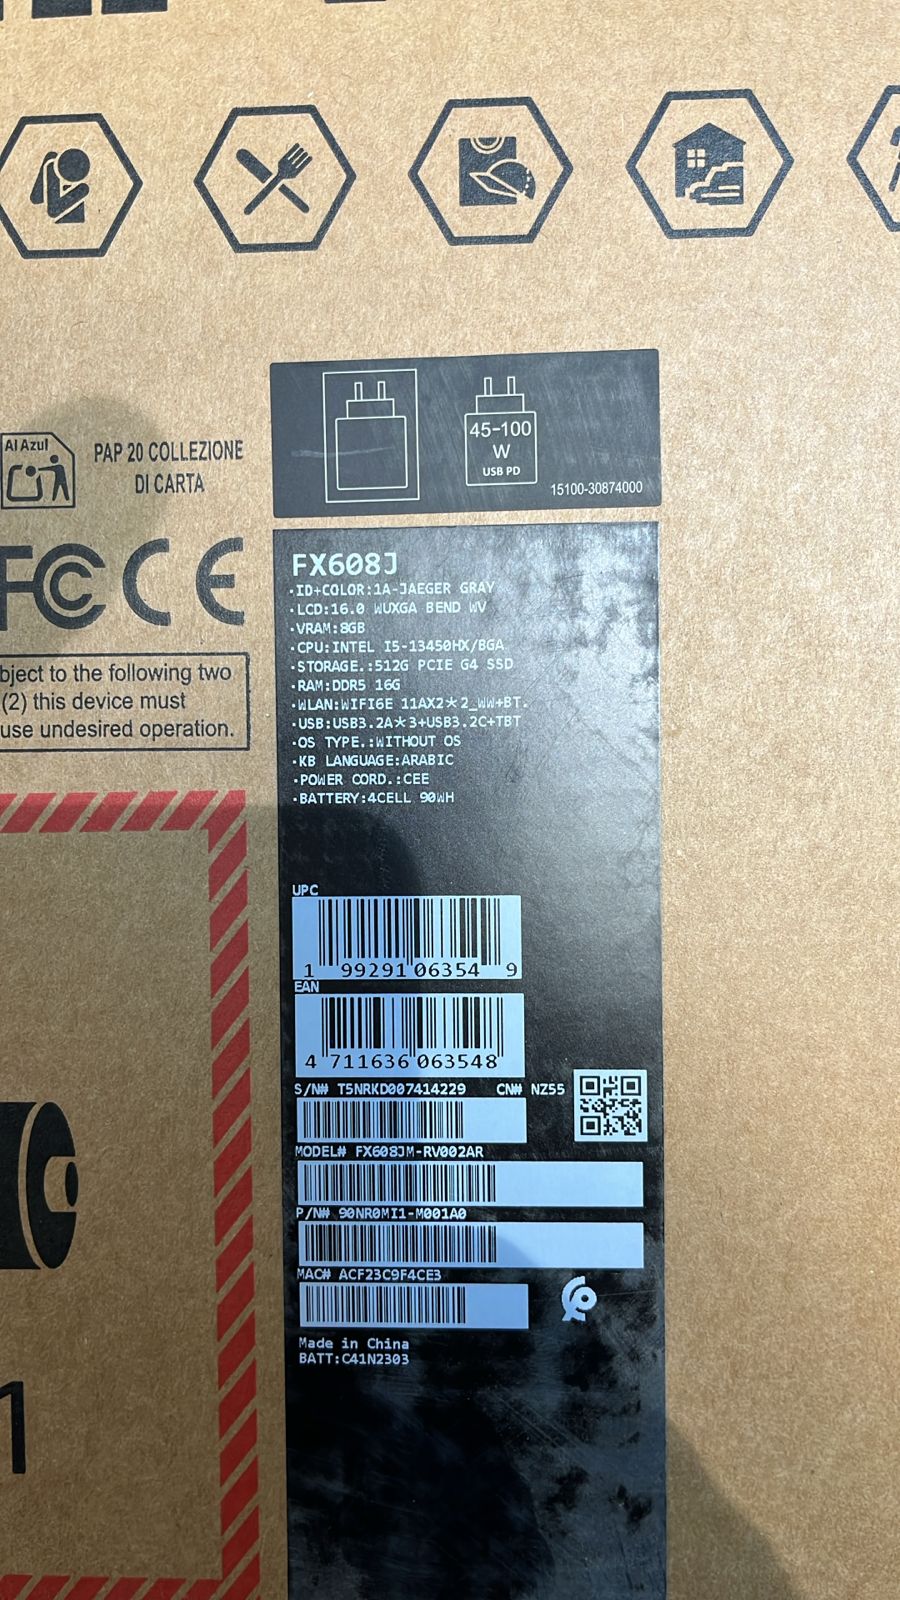 Al Azul
PAP 20 COLLEZIONE
DI CARTA
FC CE
bject to the following two
(2) this device must
use undesired operation.
45-100
W
USB PD
15100-30874000
FX608J
·ID+COLOR:1A-JAEGER GRAY
·LCD:16.0 WUXGA BEND WV
·VRAM:8GB
·CPU:INTEL I5-13450HX/BGA
·STORAGE.:512G PCIE G4 SSD
·RAM:DDR5 16G
·WLAN:WIFI6E 11AX2*2_WW+BT.
·USB:USB3.2A*3+USB3.2C+TBT
·OS TYPE.:WITHOUT OS
·KB LANGUAGE:ARABIC
·POWER CORD.:CEE
·BATTERY:4CELL 90WH
UPC
1 99291 06354 9
EAN
4 711636 063548
S/N# T5NRKD007414229 CN# NZ55
MODEL# FX608JM-RV002AR
P/N# 90NR0MI1-M001A0
MAC# ACF23C9F4CE3
Made in China
BATT:C41N2303
1